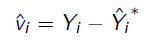 v̂ᵢ = Yᵢ − Ŷᵢ*